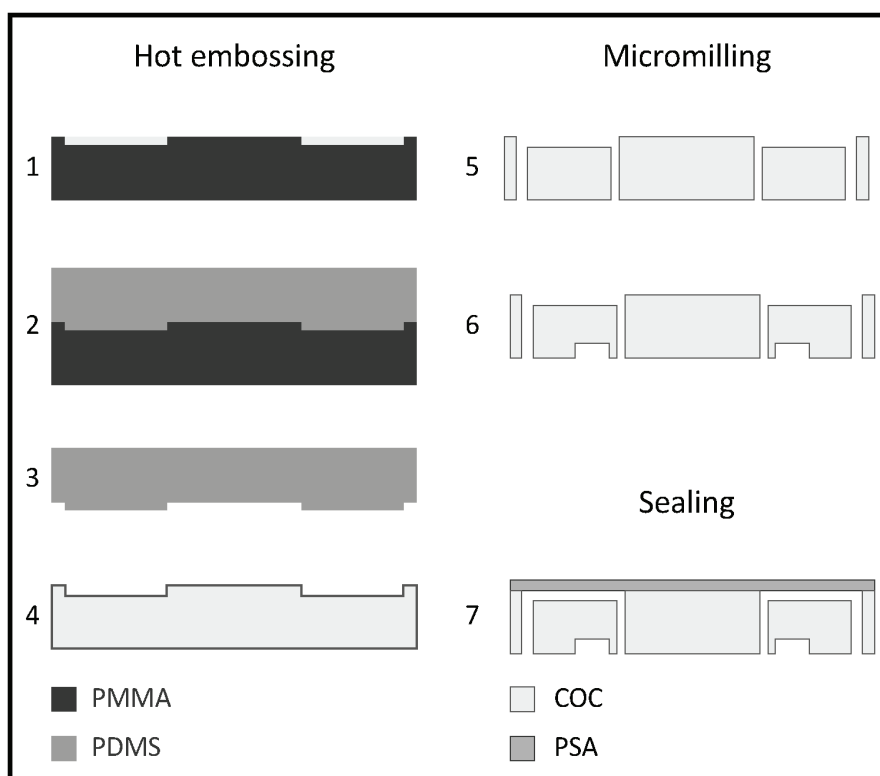 Hot embossing
1
2
3
4
PMMA
PDMS
Micromilling
5
6
Sealing
7
COC
PSA